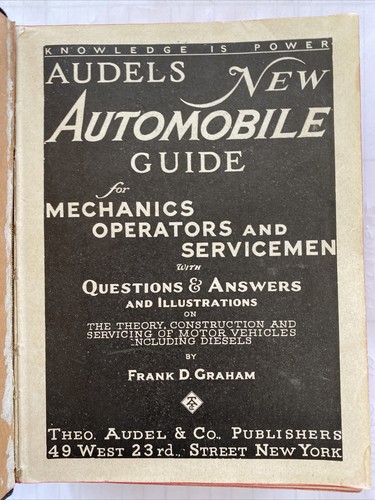 KNOWLEDGE IS POWER
AUDELS NEW
AUTOMOBILE
GUIDE
for
MECHANICS
OPERATORS AND
SERVICEMEN
WITH
QUESTIONS & ANSWERS
AND ILLUSTRATIONS
ON
THE THEORY, CONSTRUCTION AND
SERVICING OF MOTOR VEHICLES
INCLUDING DIESELS
BY
FRANK D. GRAHAM
THEO. AUDEL & CO., PUBLISHERS
49 WEST 23rd., STREET NEW YORK